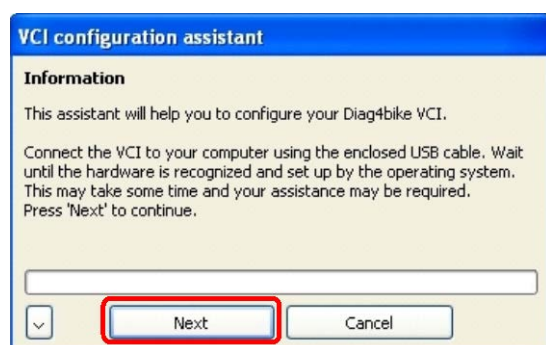 VCI configuration assistant
Information
This assistant will help you to configure your Diag4bike VCI.
Connect the VCI to your computer using the enclosed USB cable. Wait
until the hardware is recognized and set up by the operating system.
This may take some time and your assistance may be required.
Press 'Next' to continue.
Next
Cancel